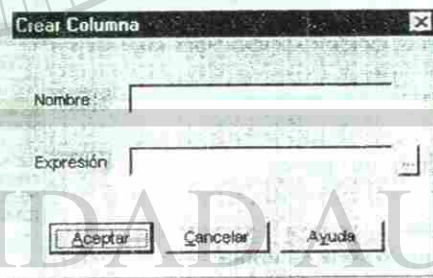 Crear Columna
Nombre:
Expresión
...
Aceptar Cancelar Ayuda
IDAD AU